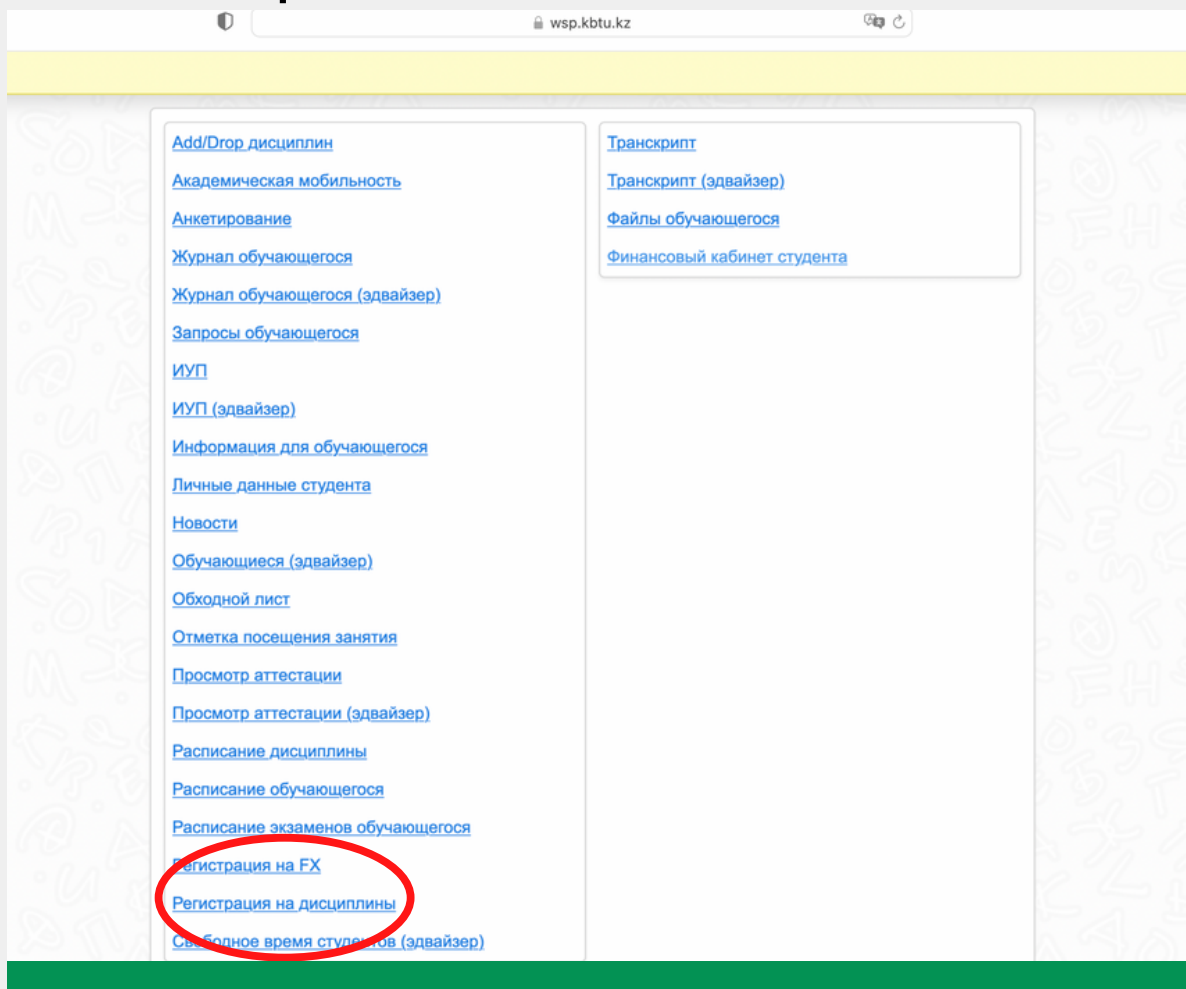 wsp.kbtu.kz
Add/Drop дисциплин
Академическая мобильность
Анкетирование
Журнал обучающегося
Журнал обучающегося (эдвайзер)
Запросы обучающегося
ИУП
ИУП (эдвайзер)
Информация для обучающегося
Личные данные студента
Новости
Обучающиеся (эдвайзер)
Обходной лист
Отметка посещения занятия
Просмотр аттестации
Просмотр аттестации (эдвайзер)
Расписание дисциплины
Расписание обучающегося
Расписание экзаменов обучающегося
Регистрация на FX
Регистрация на дисциплины
Свободное время студентов (эдвайзер)
Транскрипт
Транскрипт (эдвайзер)
Файлы обучающегося
Финансовый кабинет студента